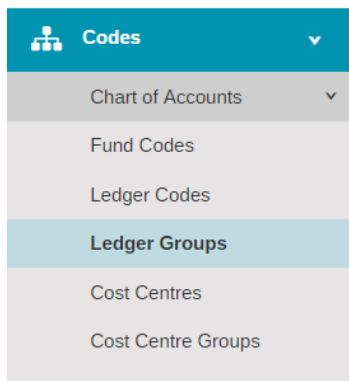 Codes
Chart of Accounts
Fund Codes
Ledger Codes
Ledger Groups
Cost Centres
Cost Centre Groups